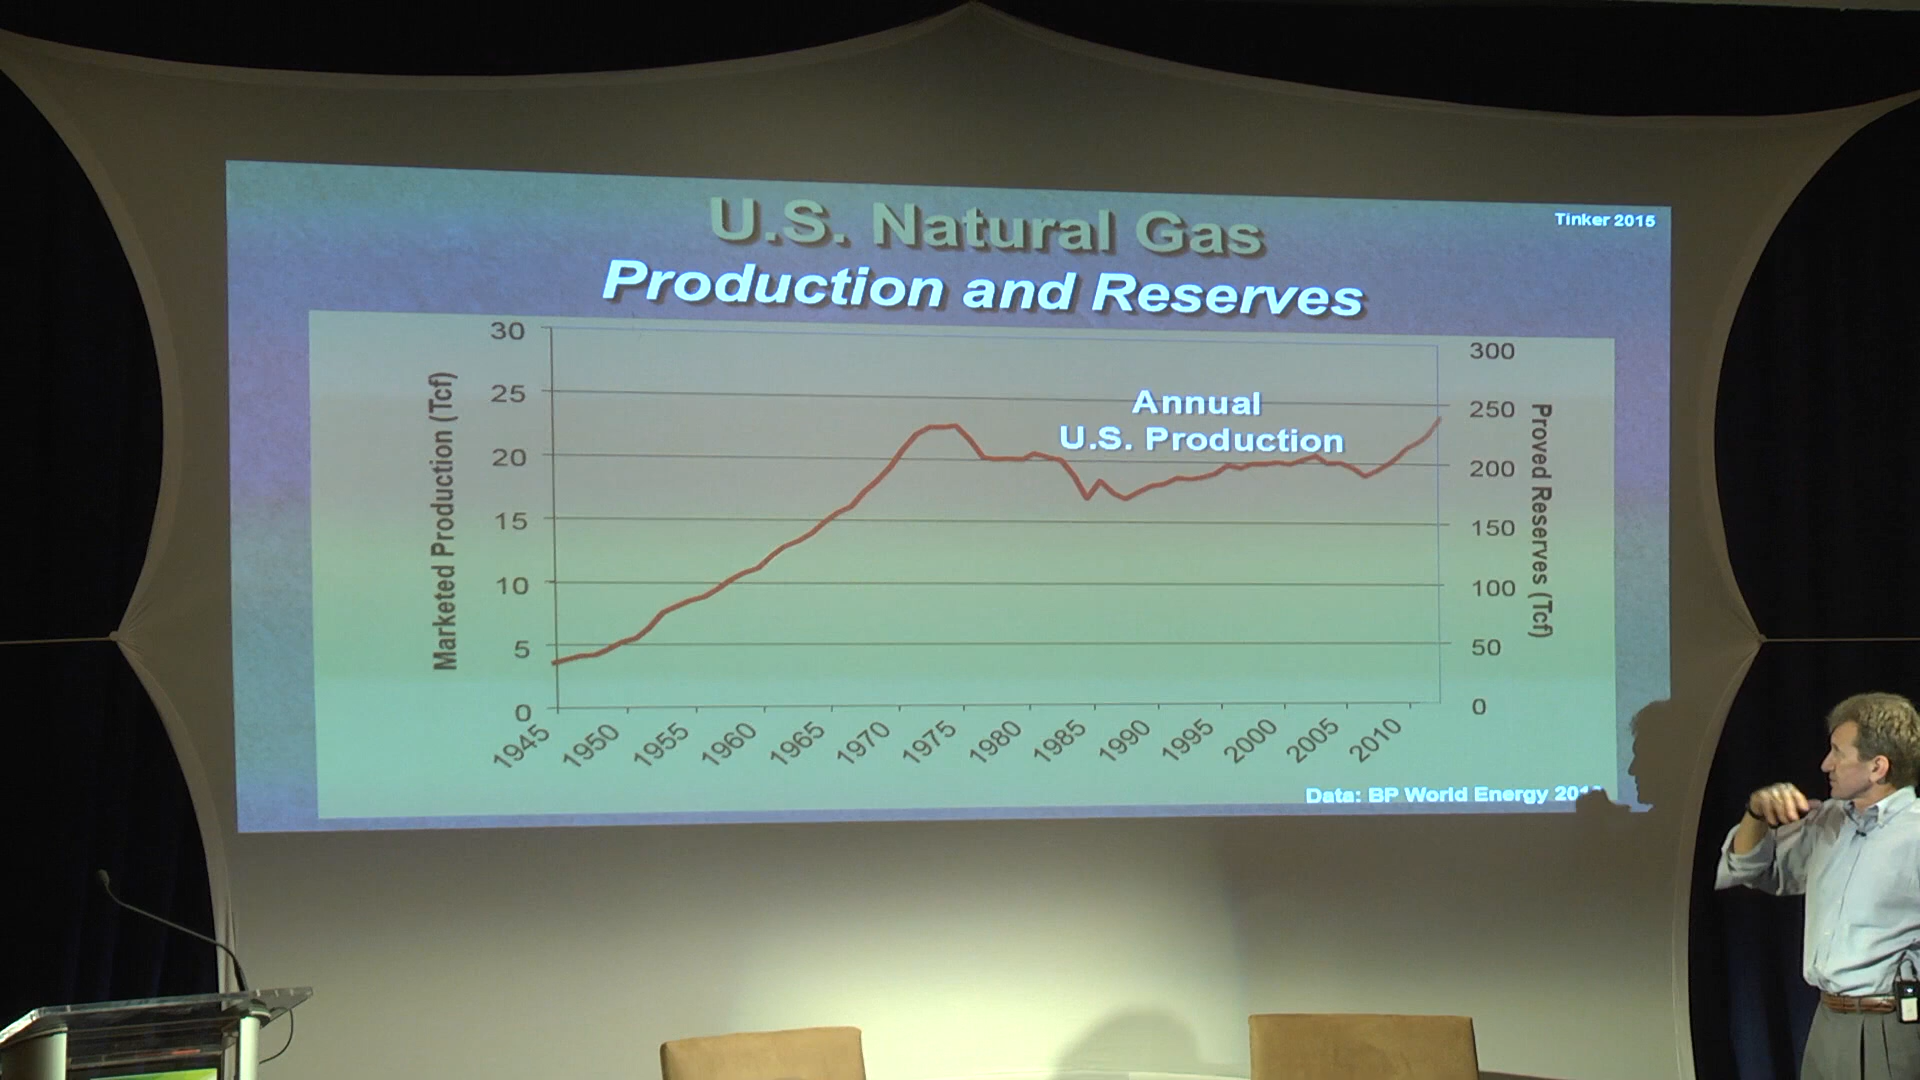 Tinker 2015
U.S. Natural Gas
Production and Reserves
Marketed Production (Tcf)
30
25
20
15
10
5
0
Annual
U.S. Production
300
250
200
150
100
50
0
Proved Reserves (Tcf)
1945 1950 1955 1960 1965 1970 1975 1980 1985 1990 1995 2000 2005 2010
Data: BP World Energy